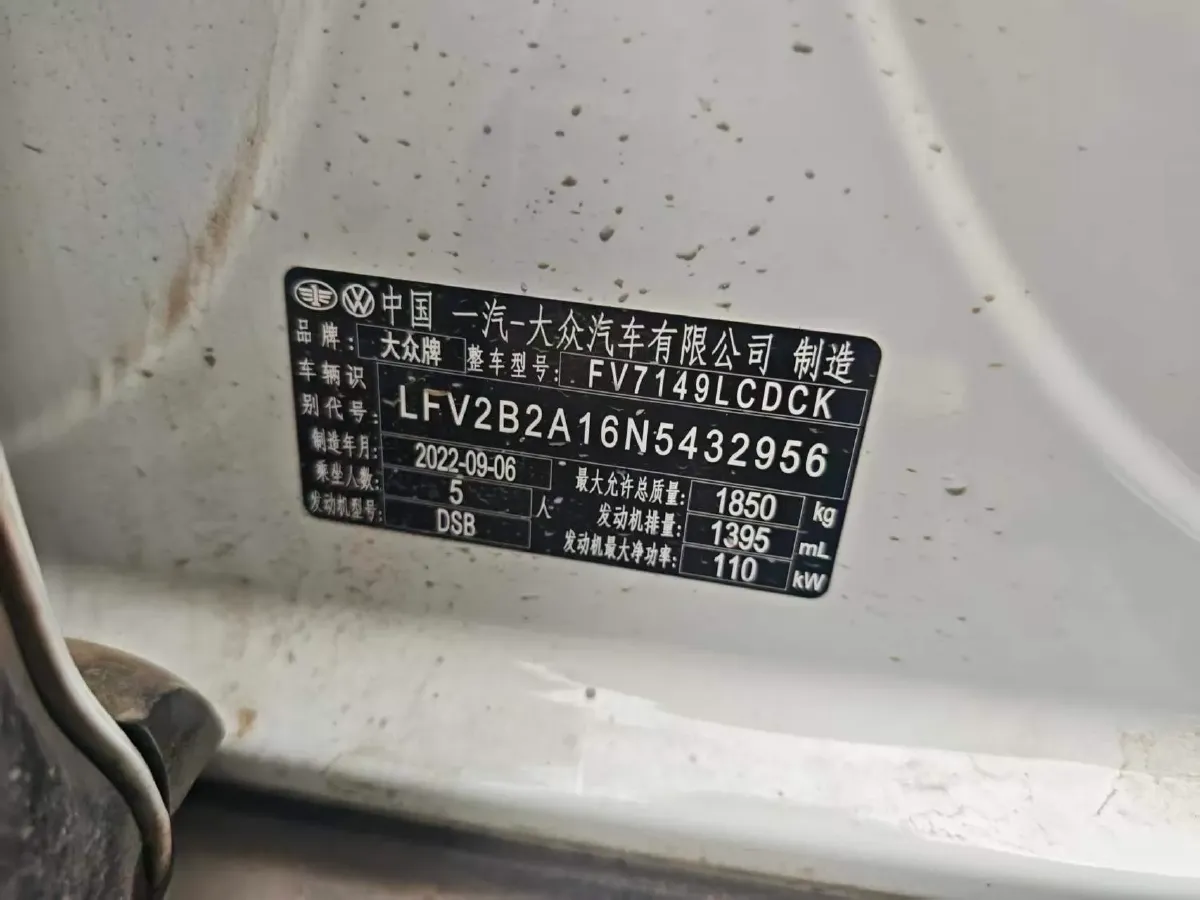 中国 一汽-大众汽车有限公司 制造
品牌: 大众牌 整车型号: FV7149LCDCK
车辆识别代号: LFV2B2A16N5432956
制造年月: 2022-09-06 最大允许总质量: 1850 kg
乘坐人数: 5 人 发动机排量: 1395 mL
发动机型号: DSB 发动机最大净功率: 110 kW